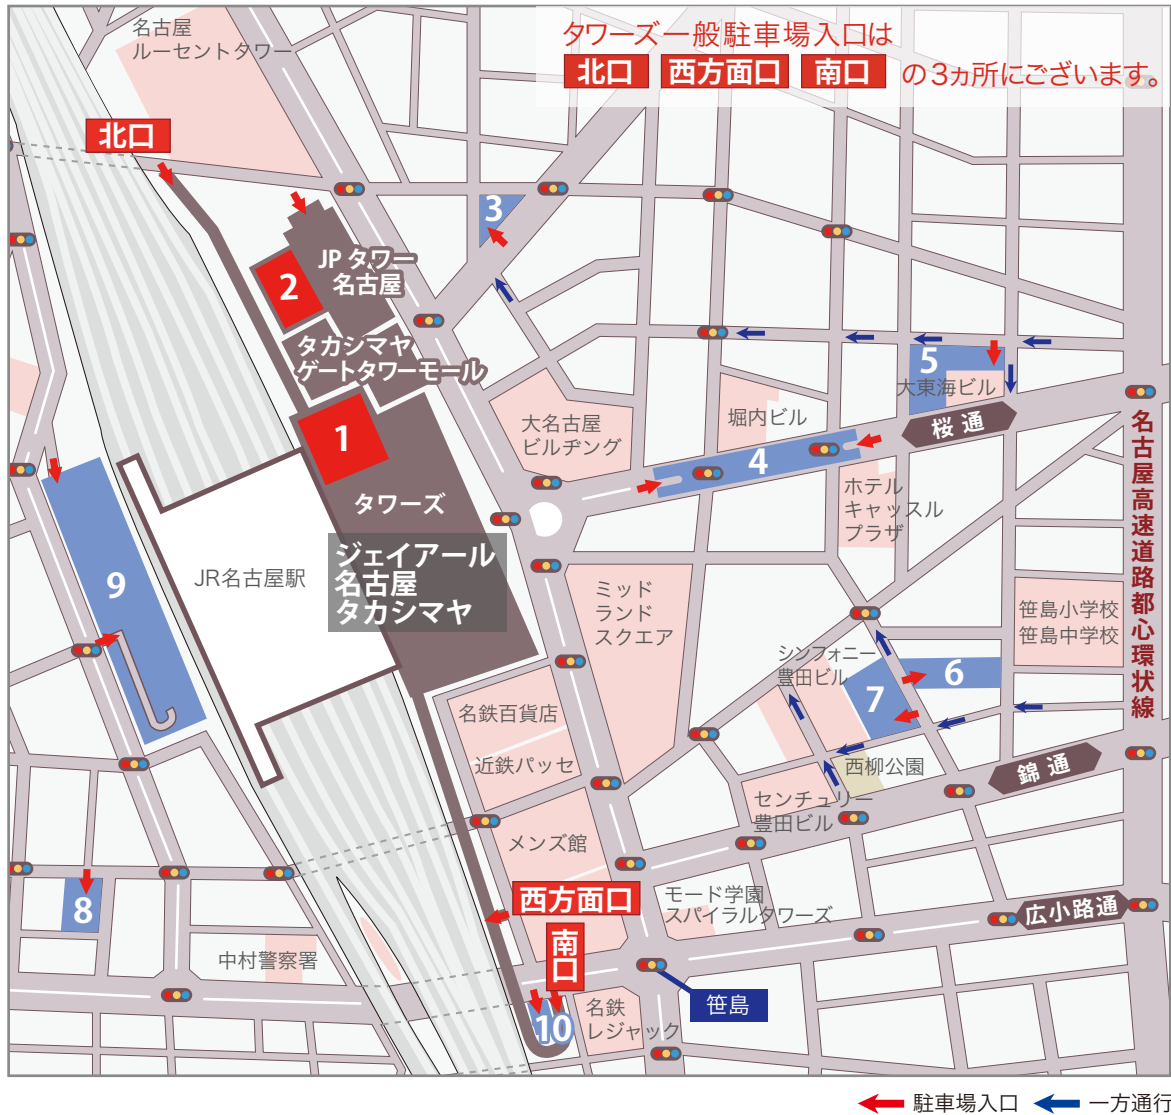 名古屋
ルーセントタワー
タワーズ一般駐車場入口は
北口 西方面口 南口 の3ヵ所にございます。
北口
3
JPタワー
名古屋
2
タカシマヤ
ゲートタワーモール
5
大東海ビル
1
大名古屋
ビルヂング
堀内ビル
桜通
4
タワーズ
ホテル
キャッスル
プラザ
名古屋高速道路都心環状線
ジェイアール
名古屋
タカシマヤ
JR名古屋駅
9
ミッド
ランド
スクエア
笹島小学校
笹島中学校
シンフォニー
豊田ビル
6
7
名鉄百貨店
近鉄パッセ
西柳公園
錦通
センチュリー
豊田ビル
メンズ館
8
西方面口
モード学園
スパイラルタワーズ
広小路通
南口
中村警察署
笹島
10
名鉄
レジャック
駐車場入口
一方通行